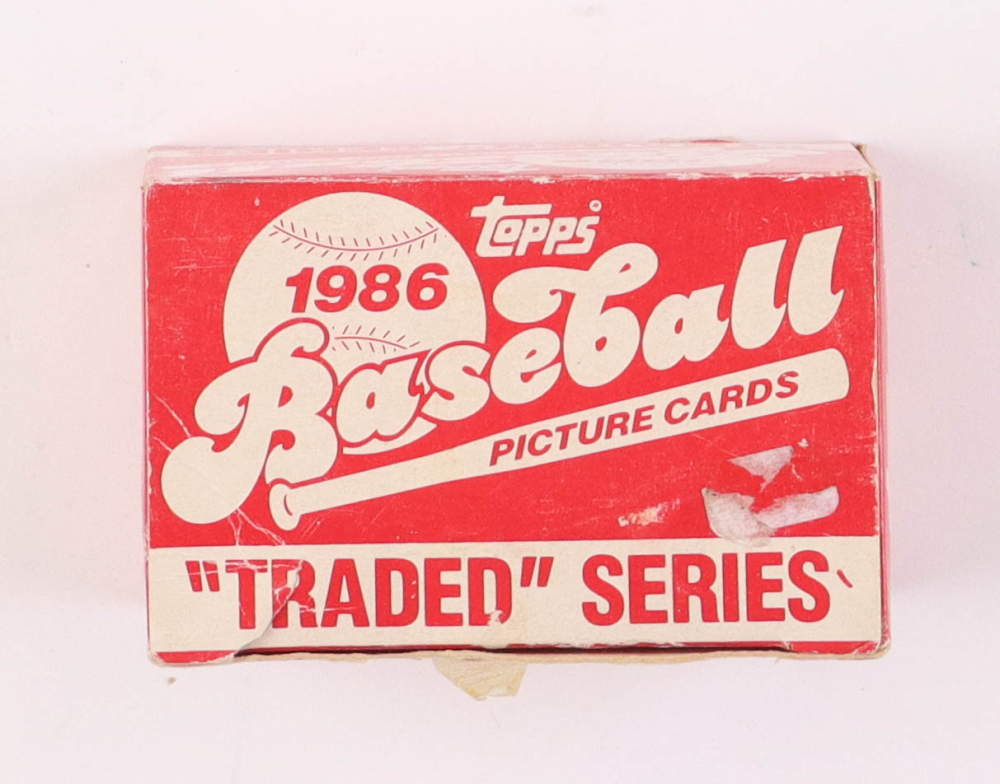 topps®
1986
Baseball
PICTURE CARDS
"TRADED" SERIES